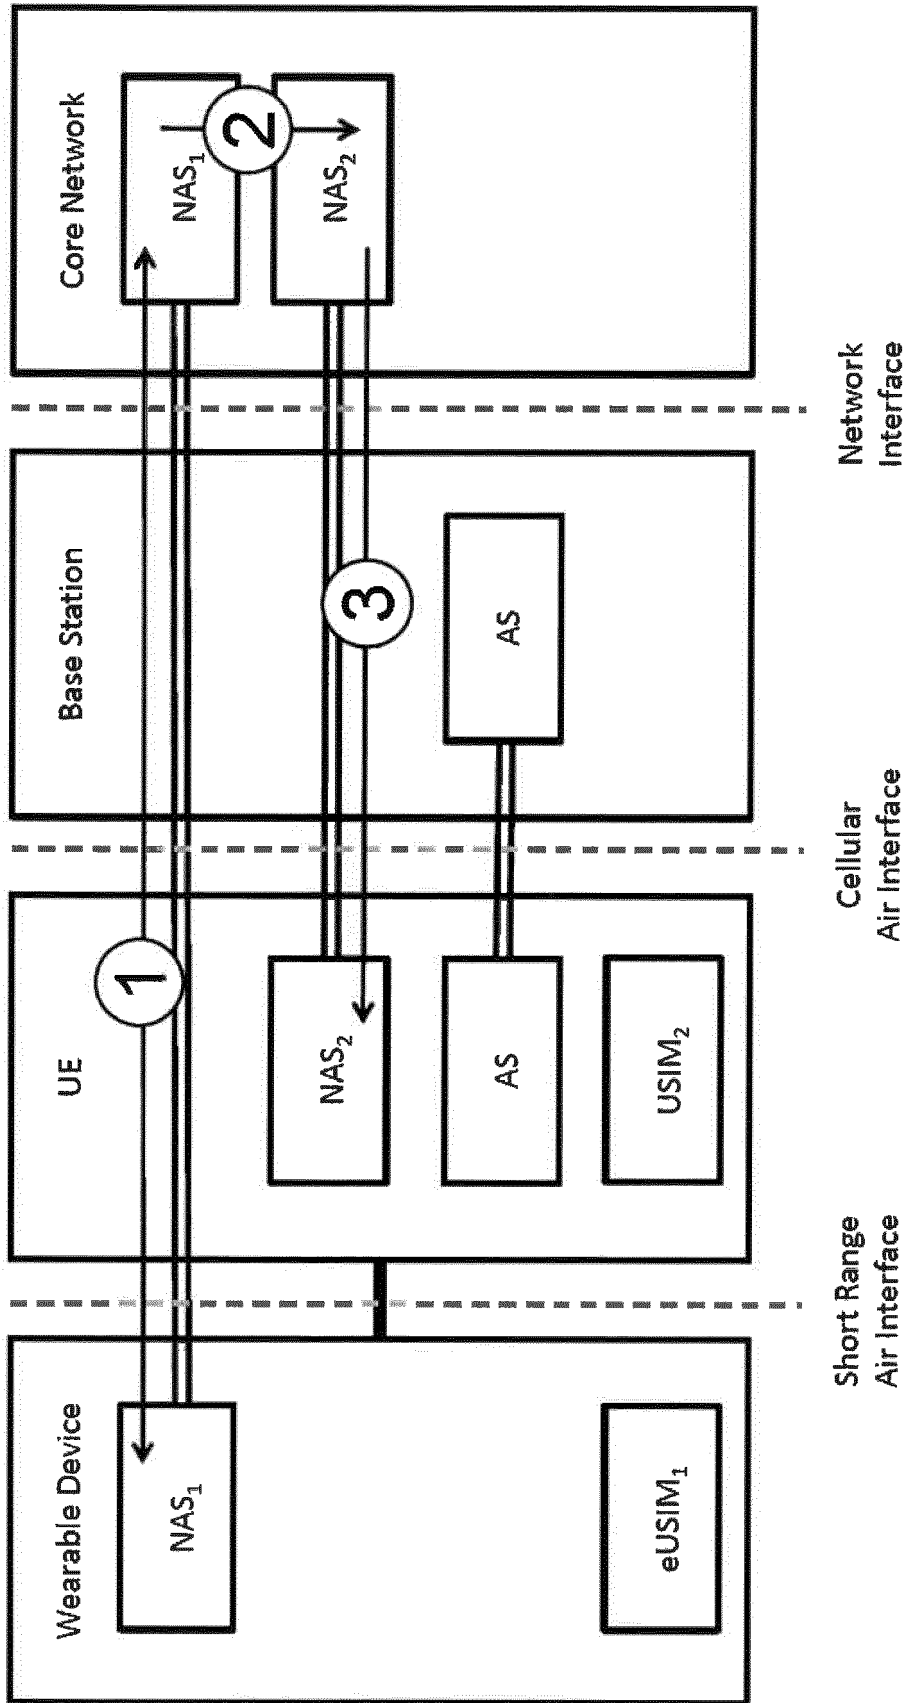 Wearable Device
NAS₁
eUSIM₁
Short Range
Air Interface
UE
1
NAS₂
AS
USIM₂
Cellular
Air Interface
Base Station
3
AS
Network
Interface
Core Network
NAS₁
2
NAS₂